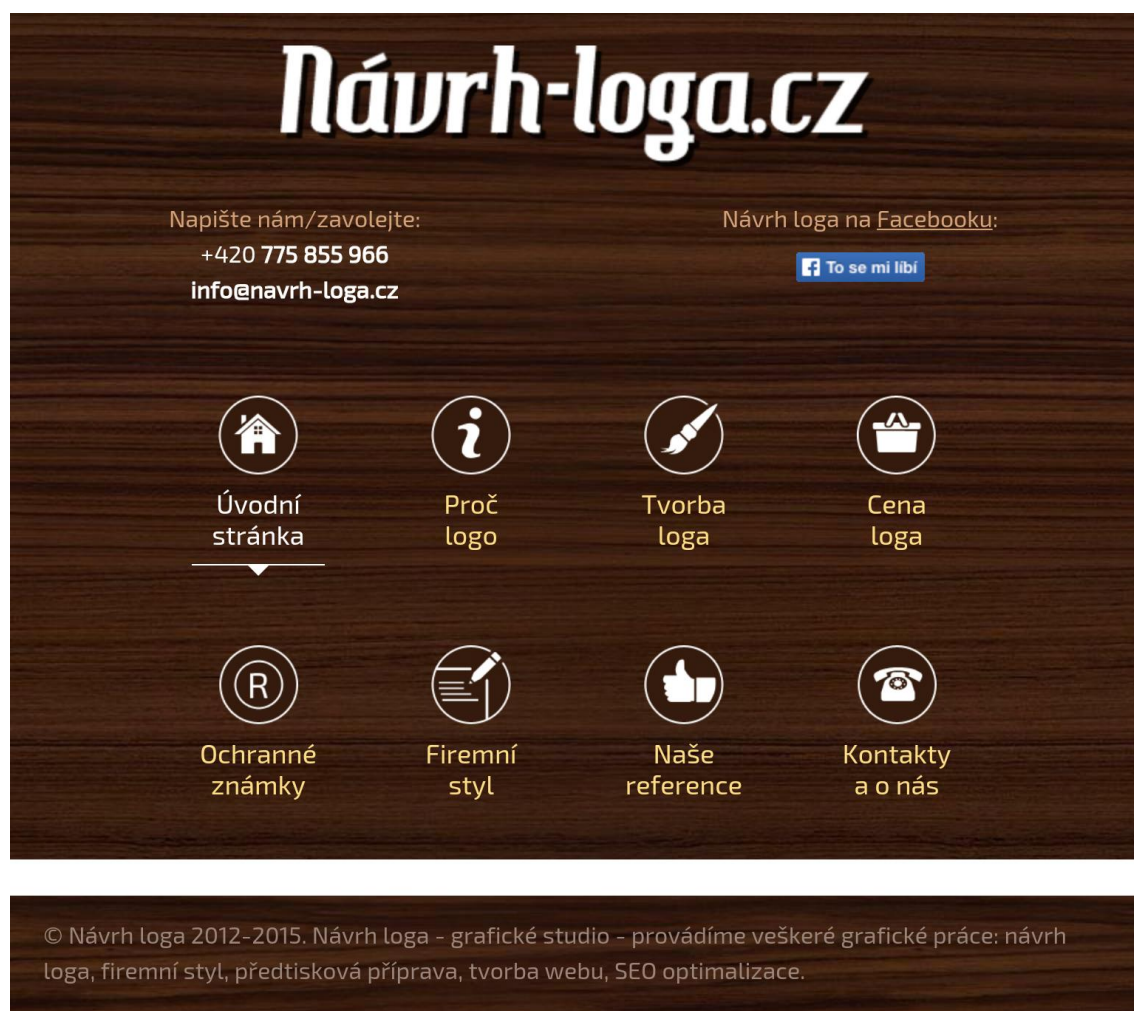 Návrh-loga.cz
Napište nám/zavolejte:
+420 775 855 966
info@navrh-loga.cz
Návrh loga na Facebooku:
To se mi líbí
Úvodní
stránka
Proč
logo
Tvorba
loga
Cena
loga
R
Ochranné
známky
Firemní
styl
Naše
reference
Kontakty
a o nás
© Návrh loga 2012-2015. Návrh loga - grafické studio - provádíme veškeré grafické práce: návrh
loga, firemní styl, předtisková příprava, tvorba webu, SEO optimalizace.